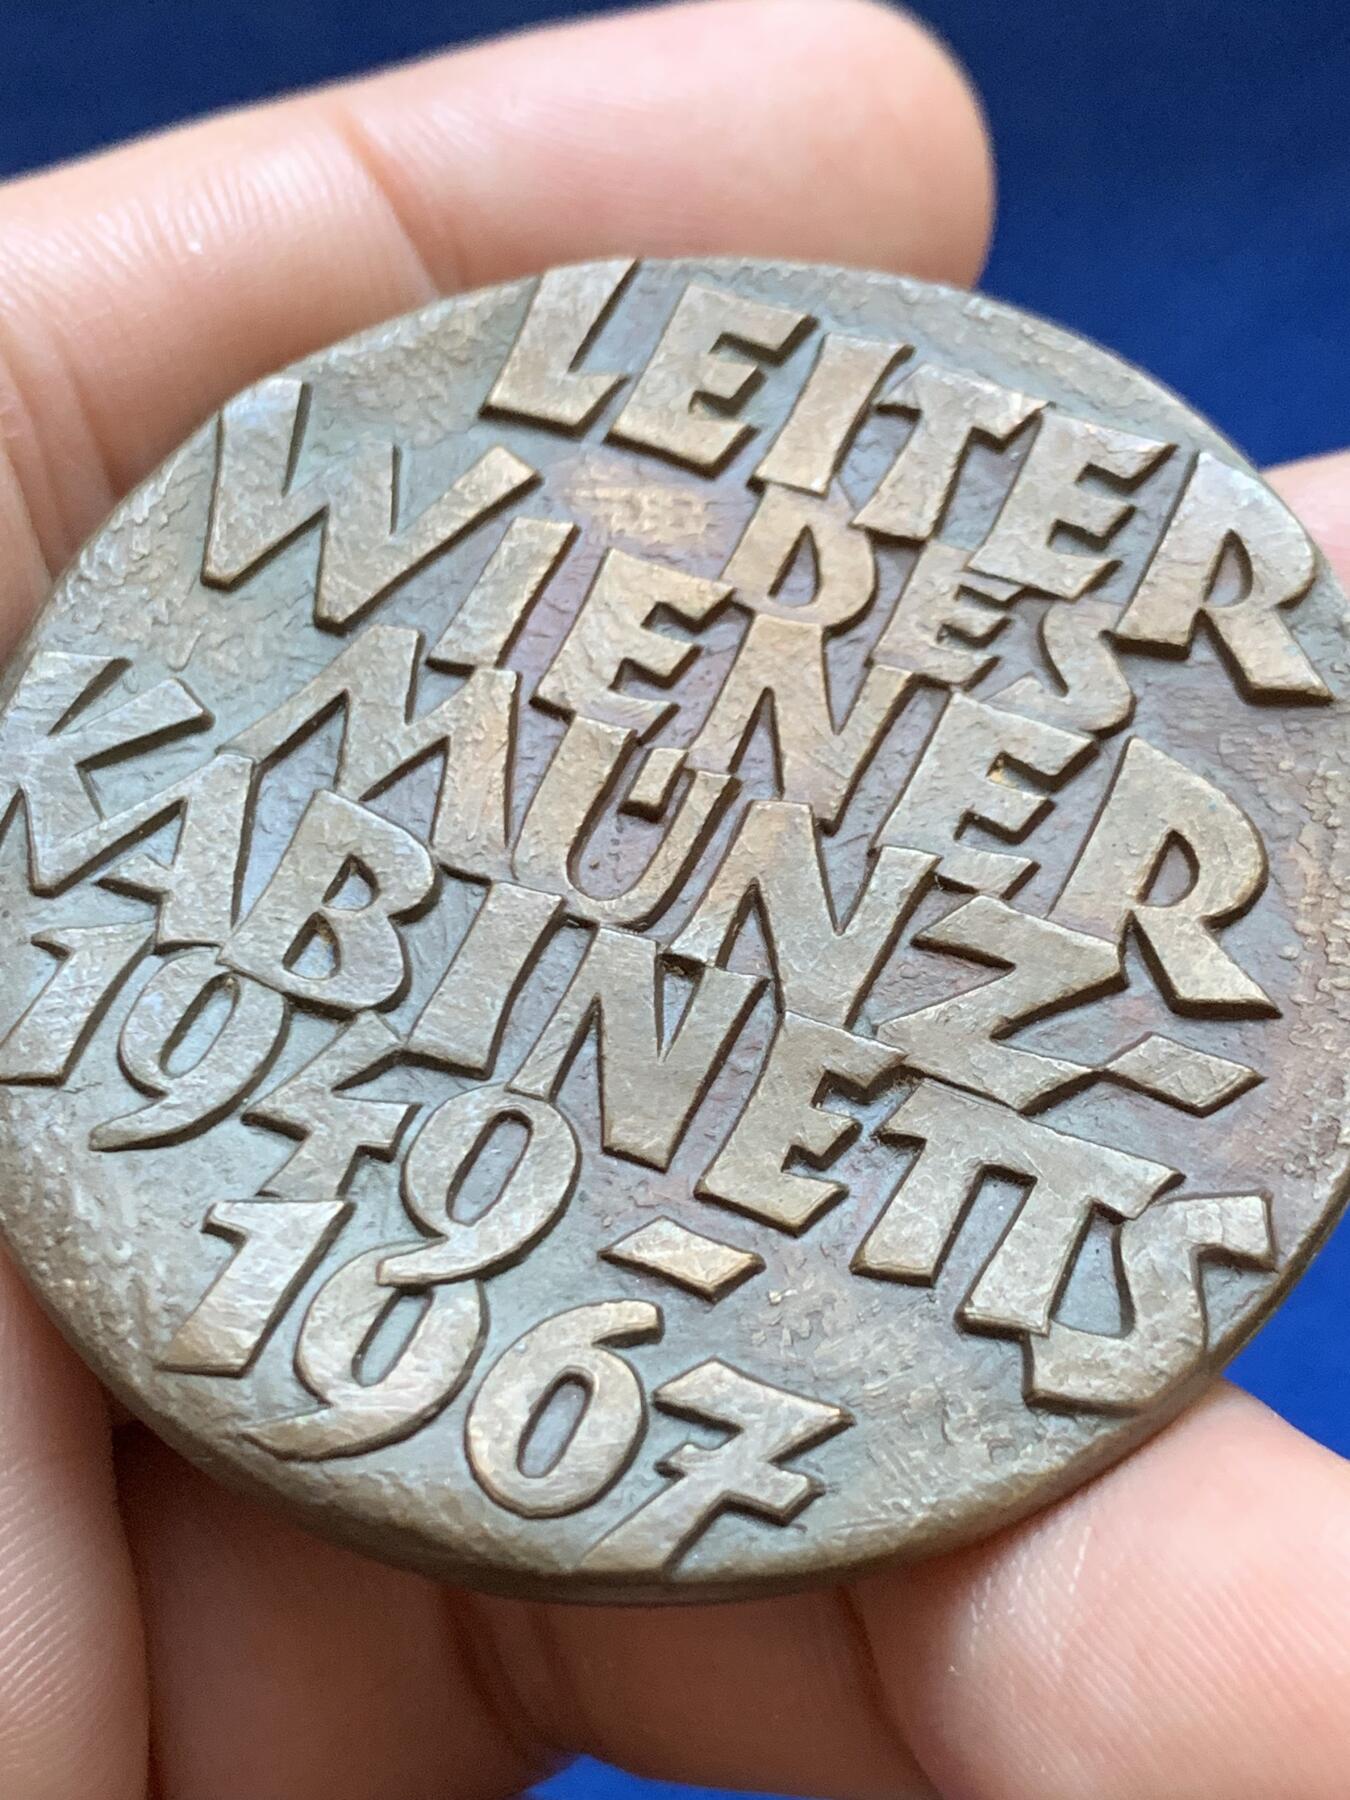 LEITER
DES
WIENER
MÜNZ-
KABINETTS
1949-
1967